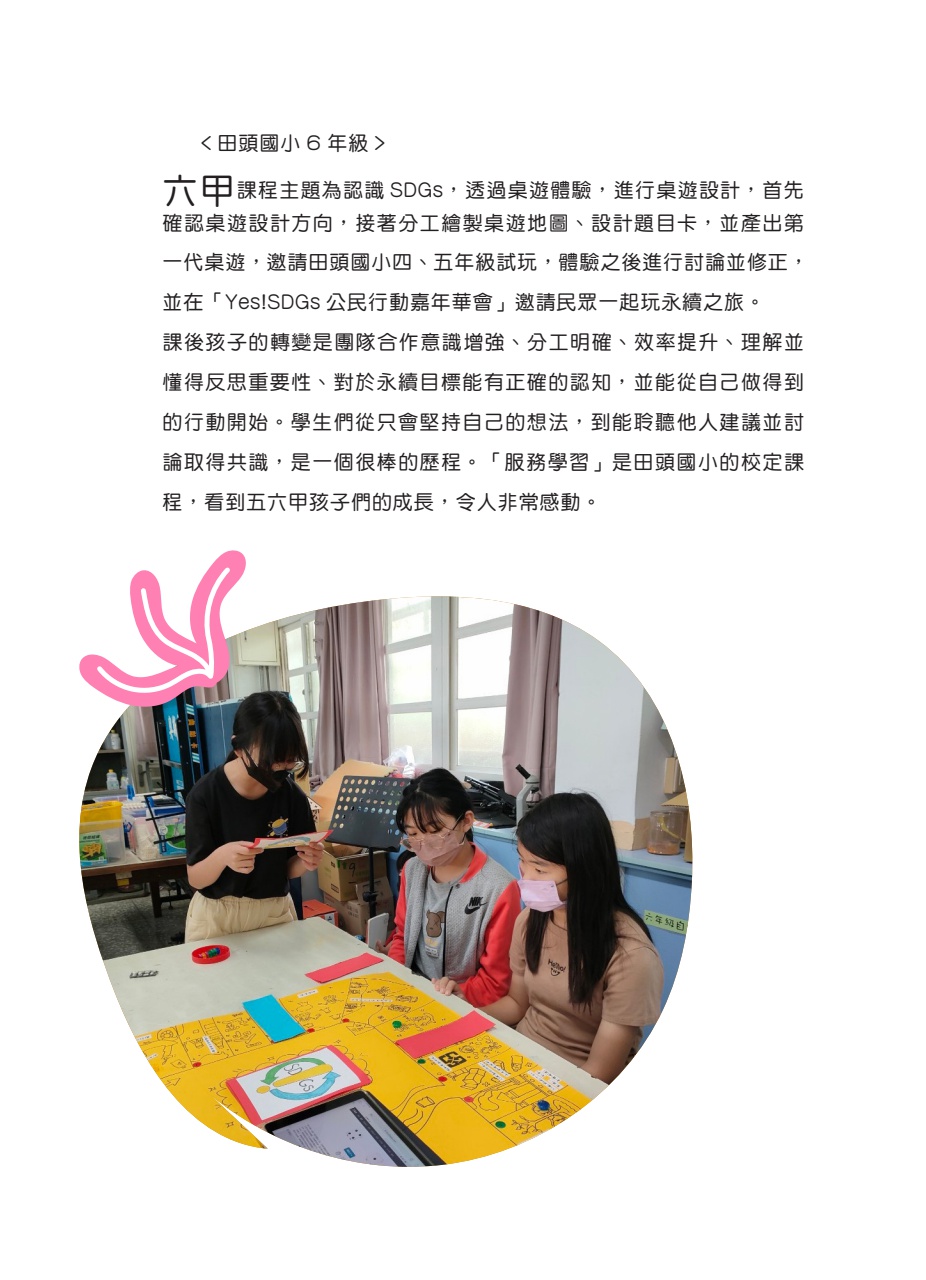 ＜田頭國小 6 年級＞
六甲課程主題為認識 SDGs，透過桌遊體驗，進行桌遊設計，首先
確認桌遊設計方向，接著分工繪製桌遊地圖、設計題目卡，並產出第
一代桌遊，邀請田頭國小四、五年級試玩，體驗之後進行討論並修正，
並在「Yes!SDGs 公民行動嘉年華會」邀請民眾一起玩永續之旅。
課後孩子的轉變是團隊合作意識增強、分工明確、效率提升、理解並
懂得反思重要性、對於永續目標能有正確的認知，並能從自己做得到
的行動開始。學生們從只會堅持自己的想法，到能聆聽他人建議並討
論取得共識，是一個很棒的歷程。「服務學習」是田頭國小的校定課
程，看到五六甲孩子們的成長，令人非常感動。
Hello!
六年級自
SD
Gs